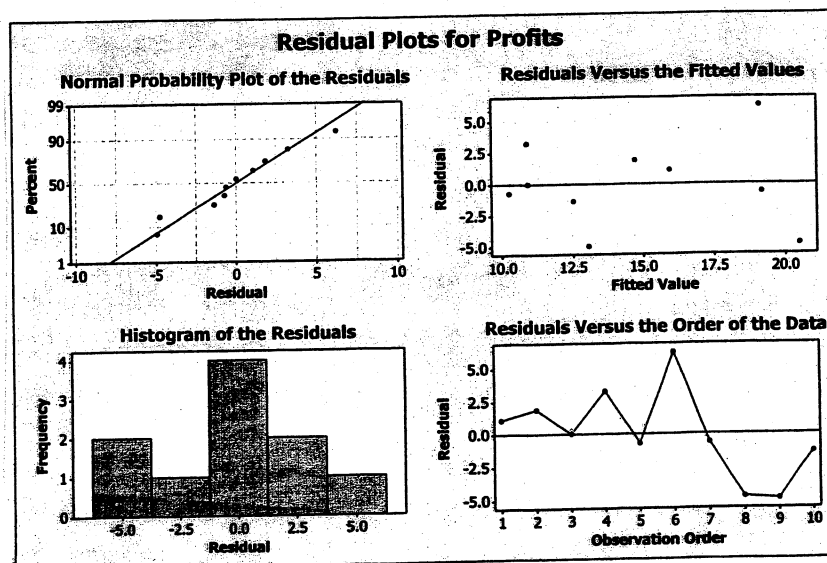 Residual Plots for Profits
Normal Probability Plot of the Residuals
99
90
50
10
1
Percent
-10 -5 0 5 10
Residual
Residuals Versus the Fitted Values
5.0
2.5
0.0
-2.5
-5.0
Residual
10.0 12.5 15.0 17.5 20.0
Fitted Value
Histogram of the Residuals
4
3
2
1
0
Frequency
-5.0 -2.5 0.0 2.5 5.0
Residual
Residuals Versus the Order of the Data
5.0
2.5
0.0
-2.5
-5.0
Residual
1 2 3 4 5 6 7 8 9 10
Observation Order